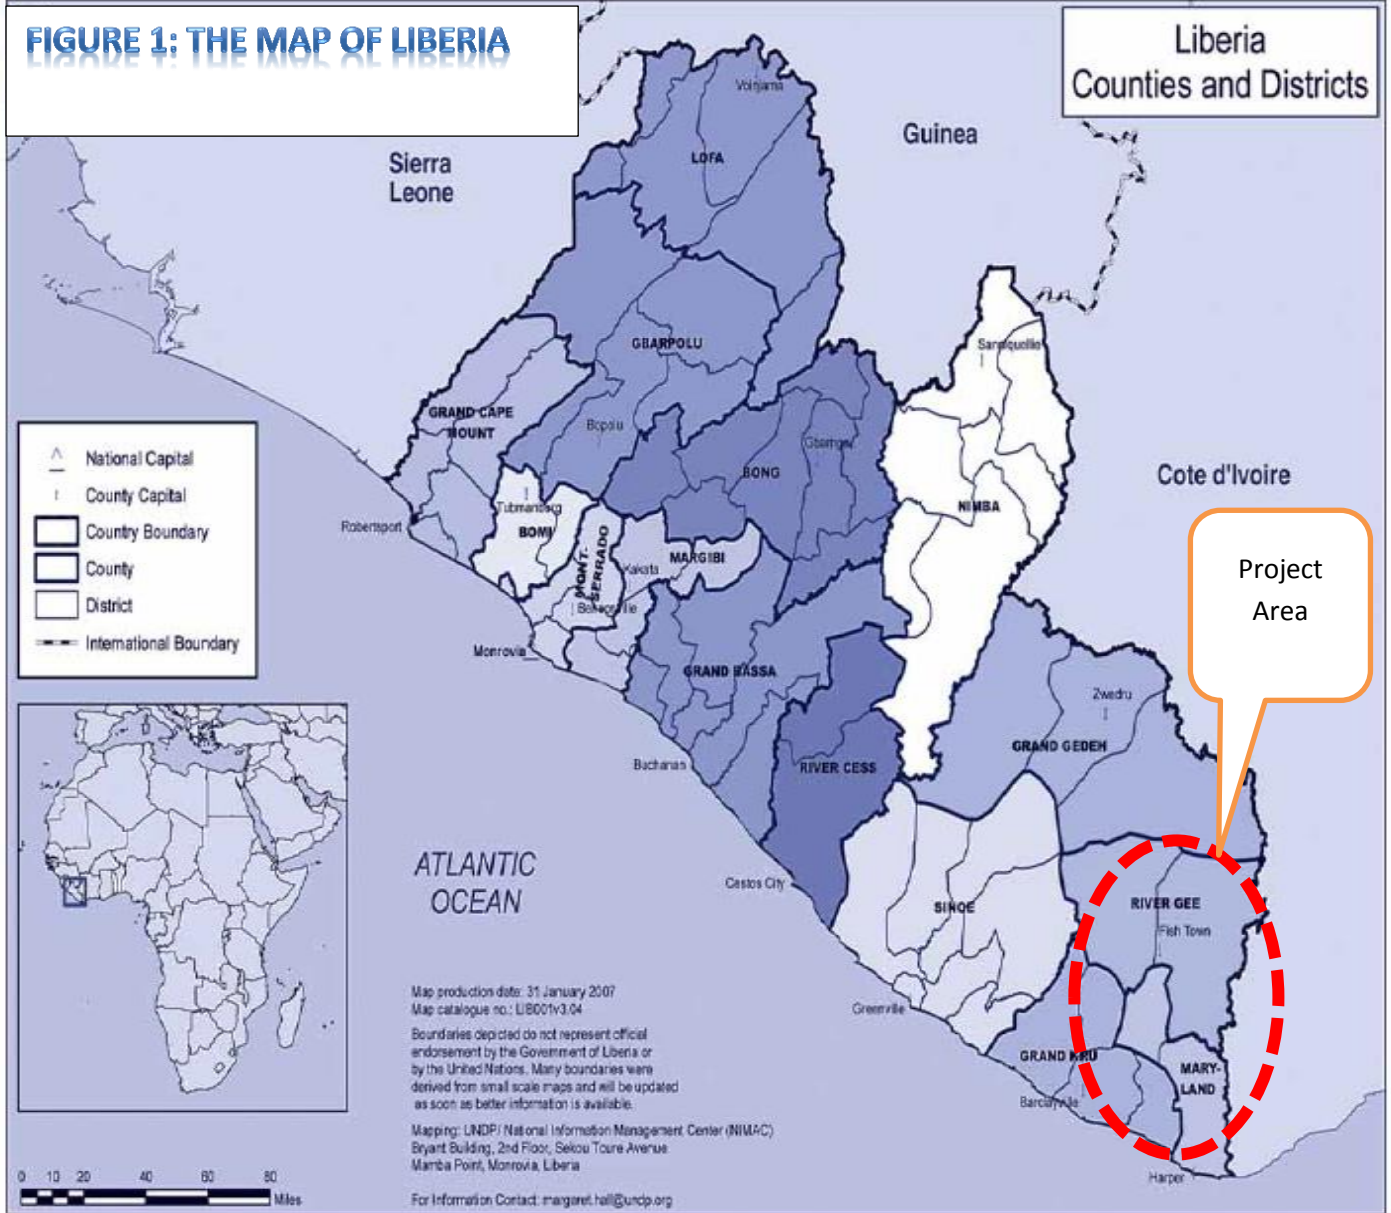 FIGURE 1: THE MAP OF LIBERIA
Liberia
Counties and Districts
Sierra
Leone
Guinea
Cote d'Ivoire
Voinjama
LOFA
GBARPOLU
Bopolu
GRAND CAPE
MOUNT
Robertsport
Tubmanburg
BOMI
MONT-
SERRADO
Bensonville
Monrovia
Kakata
MARGIBI
BONG
Gbarnga
Sanniquellie
NIMBA
GRAND BASSA
Buchanan
RIVER CESS
Cestos City
Zwedru
GRAND GEDEH
SINOE
Greenville
RIVER GEE
Fish Town
GRAND KRU
Barclayville
MARY-
LAND
Harper
Project
Area
National Capital
County Capital
Country Boundary
County
District
International Boundary
ATLANTIC
OCEAN
Map production date: 31 January 2007
Map catalogue no.: LIB001v3.04
Boundaries depicted do not represent official
endorsement by the Government of Liberia or
by the United Nations. Many boundaries were
derived from small scale maps and will be updated
as soon as better information is available.
Mapping: UNDP/ National Information Management Center (NIMAC)
Bryant Building, 2nd Floor, Sekou Toure Avenue
Mamba Point, Monrovia, Liberia
For Information Contact: margaret.hall@undp.org
0 10 20 40 60 80
Miles